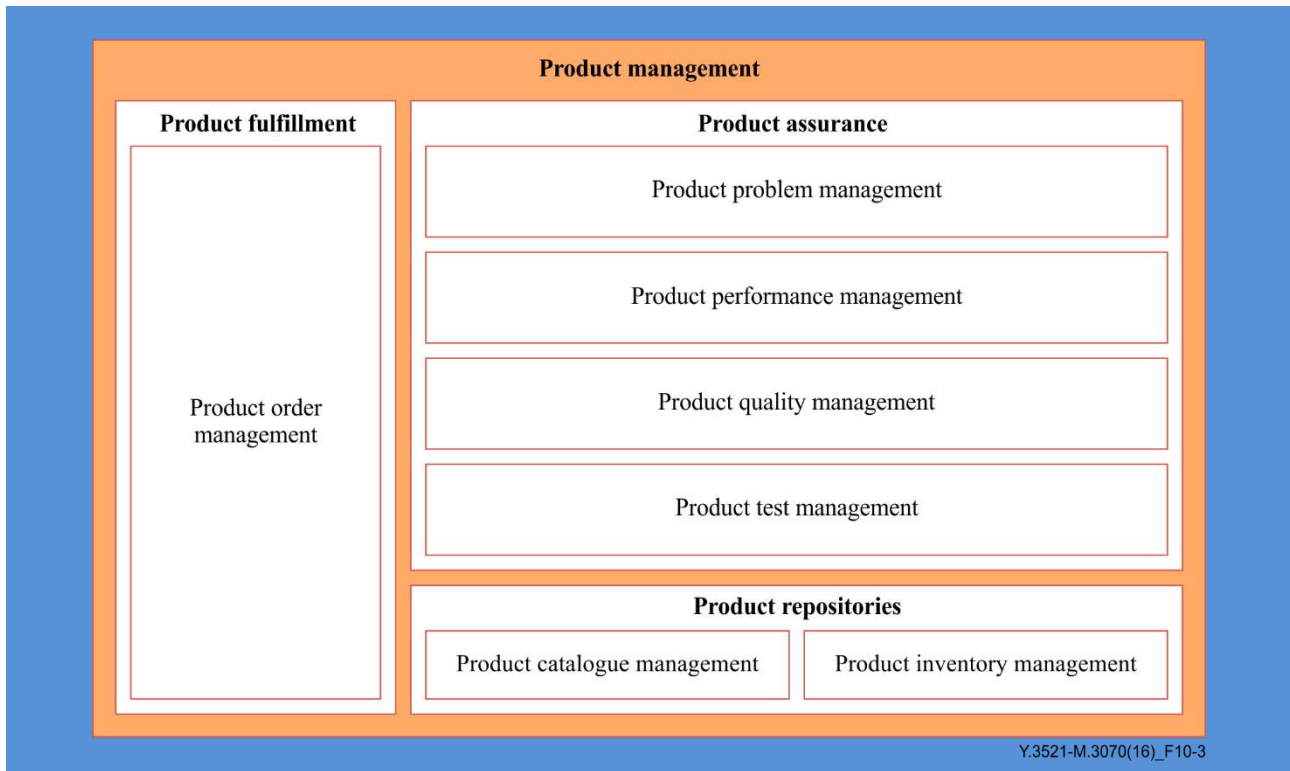 Product management
Product fulfillment
Product order
management
Product assurance
Product problem management
Product performance management
Product quality management
Product test management
Product repositories
Product catalogue management
Product inventory management
Y.3521-M.3070(16)_F10-3